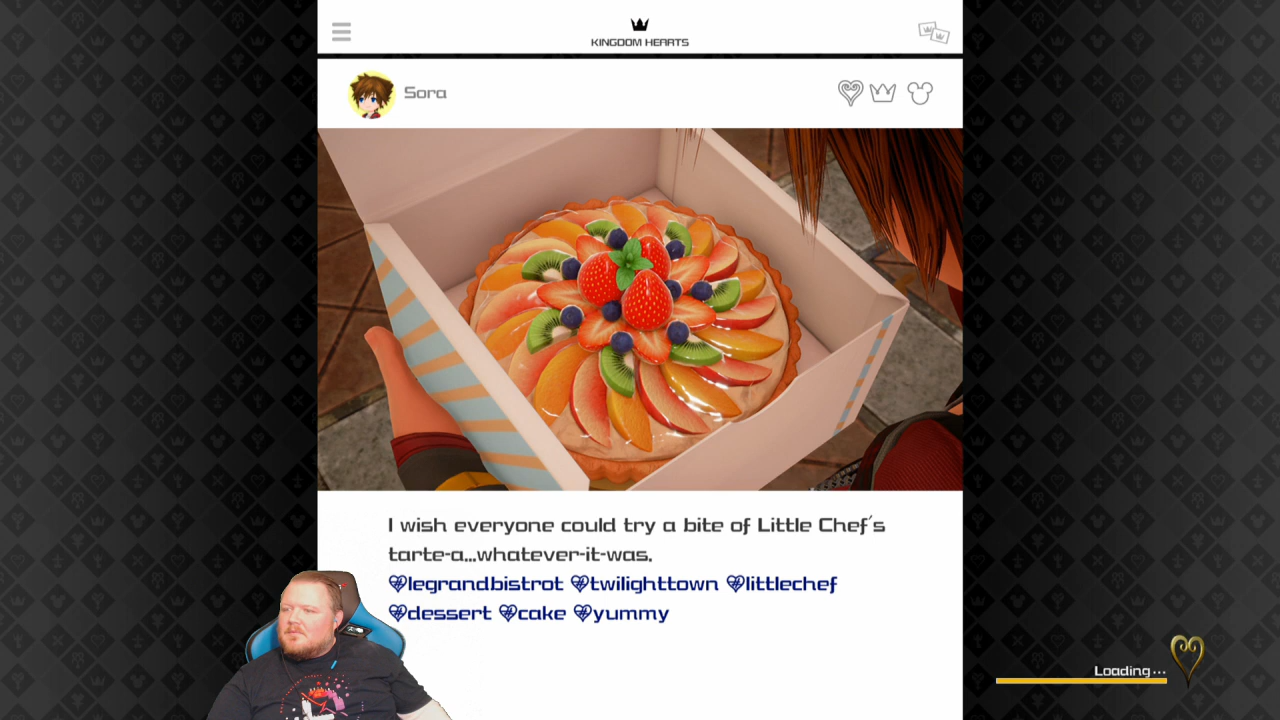 KINGDOM HEARTS
Sora
I wish everyone could try a bite of Little Chef's
tarte-a...whatever-it-was.
#legrandbistrot #twilighttown #littlechef
#dessert #cake #yummy
Loading...